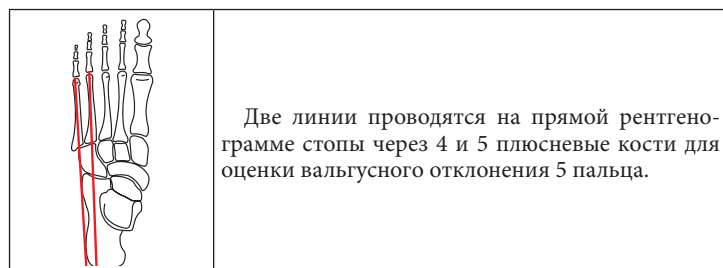 Две линии проводятся на прямой рентгено-
грамме стопы через 4 и 5 плюсневые кости для
оценки вальгусного отклонения 5 пальца.